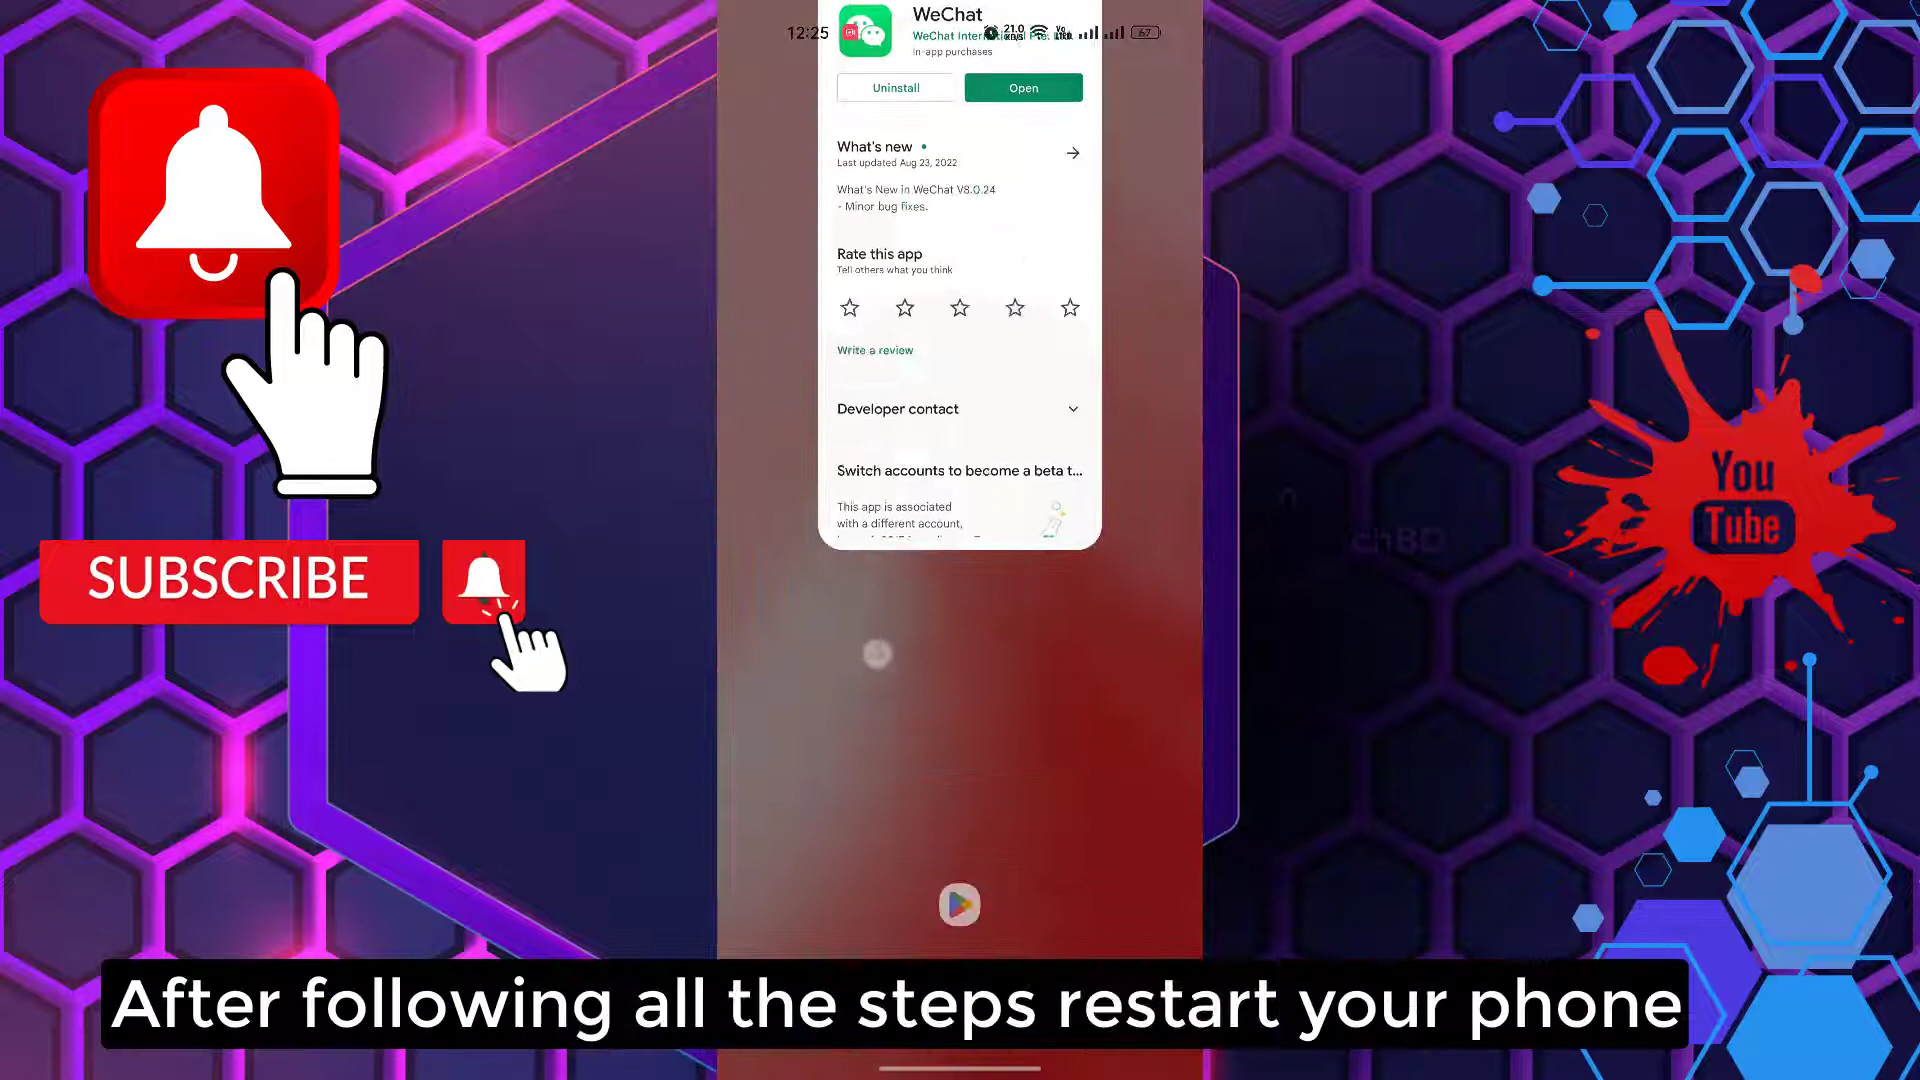 12:25
21.0
67
WeChat
In-app purchases
Uninstall
Open
What's new
Last updated Aug 23, 2022
What's New in WeChat V8.0.24
- Minor bug fixes.
Rate this app
Tell others what you think
Write a review
Developer contact
Switch accounts to become a beta t...
This app is associated
with a different account,
SUBSCRIBE
You
Tube
After following all the steps restart your phone